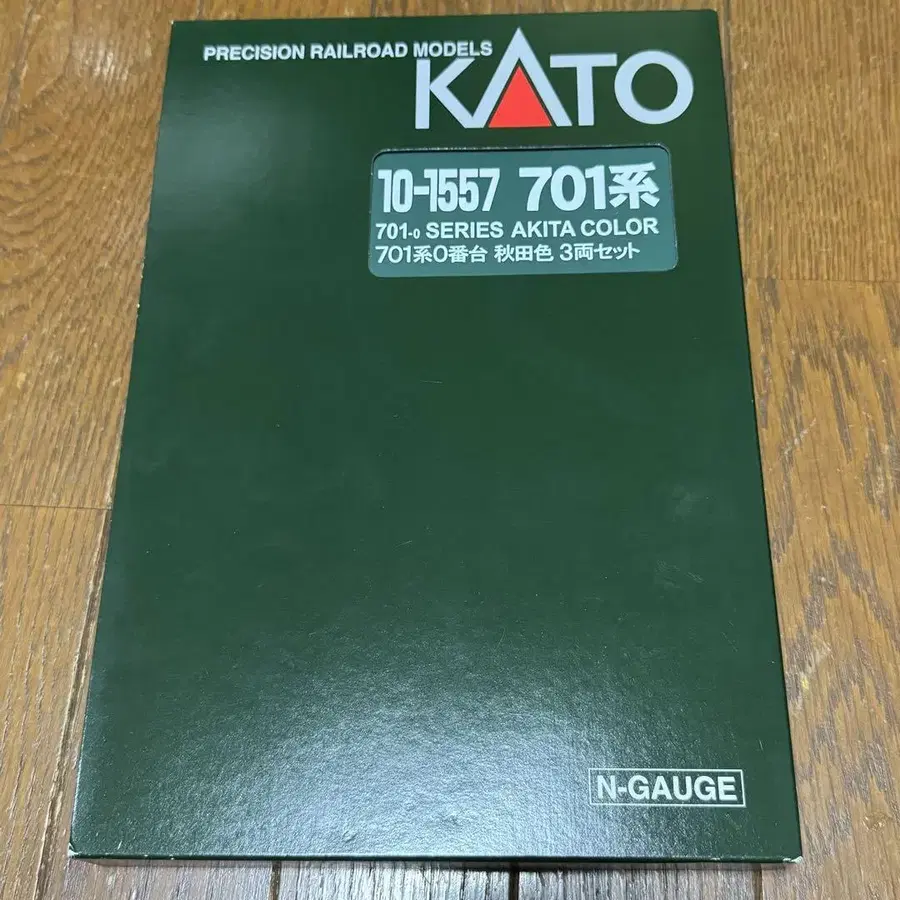 PRECISION RAILROAD MODELS
KATO
10-1557 701系
701-0 SERIES AKITA COLOR
701系0番台 秋田色 3両セット
N-GAUGE